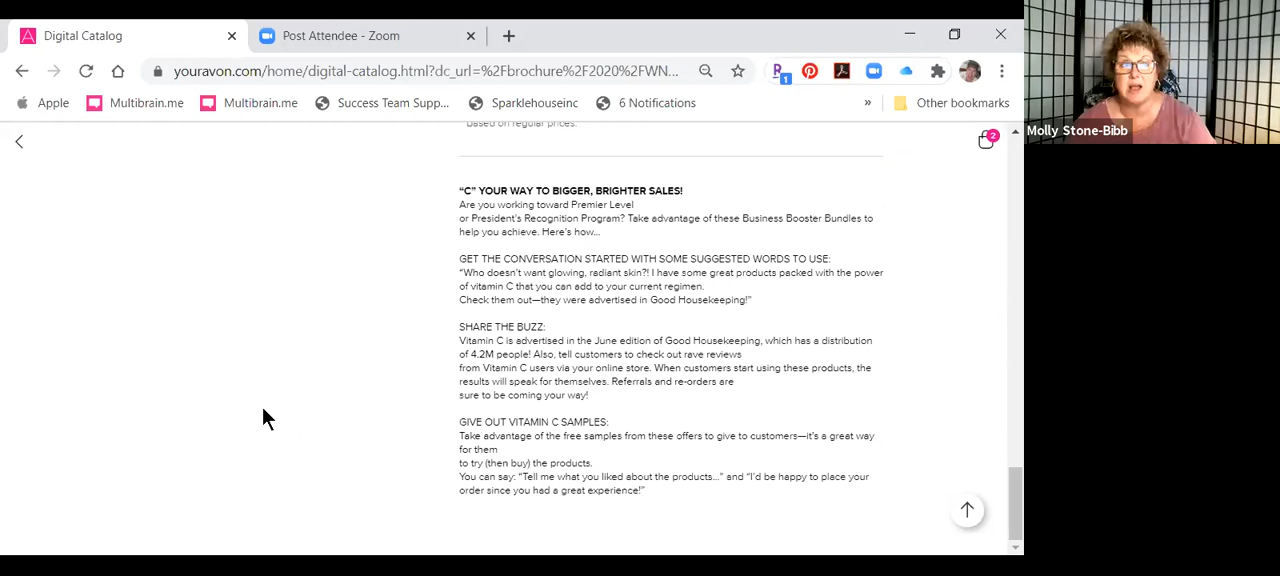 Digital Catalog
Post Attendee - Zoom
youravon.com/home/digital-catalog.html?dc_url=%2Fbrochure%2F2020%2FWN...
1
Apple
Multibrain.me
Multibrain.me
Success Team Supp...
Sparklehouseinc
6 Notifications
»
Other bookmarks
Molly Stone-Bibb
2
based on regular prices.
“C” YOUR WAY TO BIGGER, BRIGHTER SALES!
Are you working toward Premier Level
or President’s Recognition Program? Take advantage of these Business Booster Bundles to
help you achieve. Here’s how...
GET THE CONVERSATION STARTED WITH SOME SUGGESTED WORDS TO USE:
“Who doesn’t want glowing, radiant skin?! I have some great products packed with the power
of vitamin C that you can add to your current regimen.
Check them out—they were advertised in Good Housekeeping!”
SHARE THE BUZZ:
Vitamin C is advertised in the June edition of Good Housekeeping, which has a distribution
of 4.2M people! Also, tell customers to check out rave reviews
from Vitamin C users via your online store. When customers start using these products, the
results will speak for themselves. Referrals and re-orders are
sure to be coming your way!
GIVE OUT VITAMIN C SAMPLES:
Take advantage of the free samples from these offers to give to customers—it’s a great way
for them
to try (then buy) the products.
You can say: “Tell me what you liked about the products...” and “I’d be happy to place your
order since you had a great experience!”